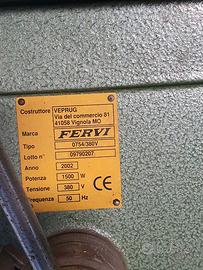 Costruttore VEPRUG
Via del commercio 81
41058 Vignola MO
Marca FERVI
Tipo 0754/380V
Lotto n° 09790207
Anno 2002
Potenza 1500 W
Tensione 380 V
Frequenza 50 Hz
CE